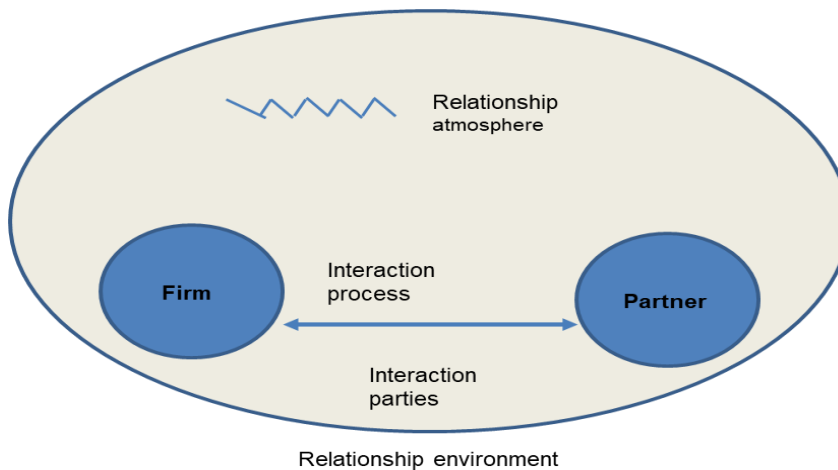 Relationship
atmosphere
Interaction
process
Firm
Partner
Interaction
parties
Relationship environment